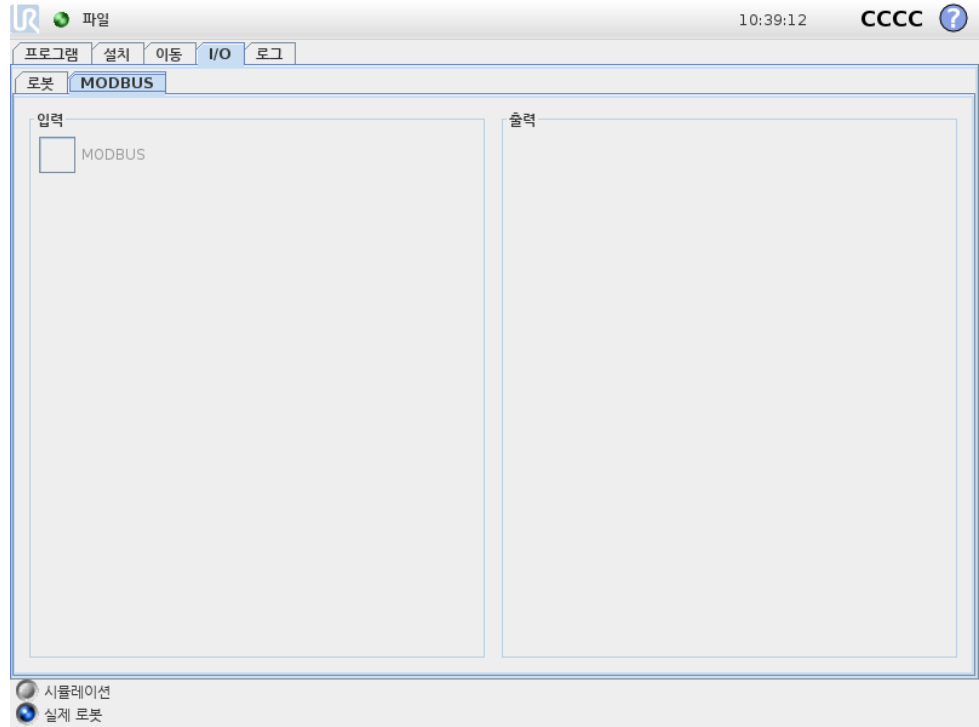 UR 파일 10:39:12 CCCC ?
프로그램 설치 이동 I/O 로그
로봇 MODBUS
입력 출력
MODBUS
시뮬레이션
실제 로봇